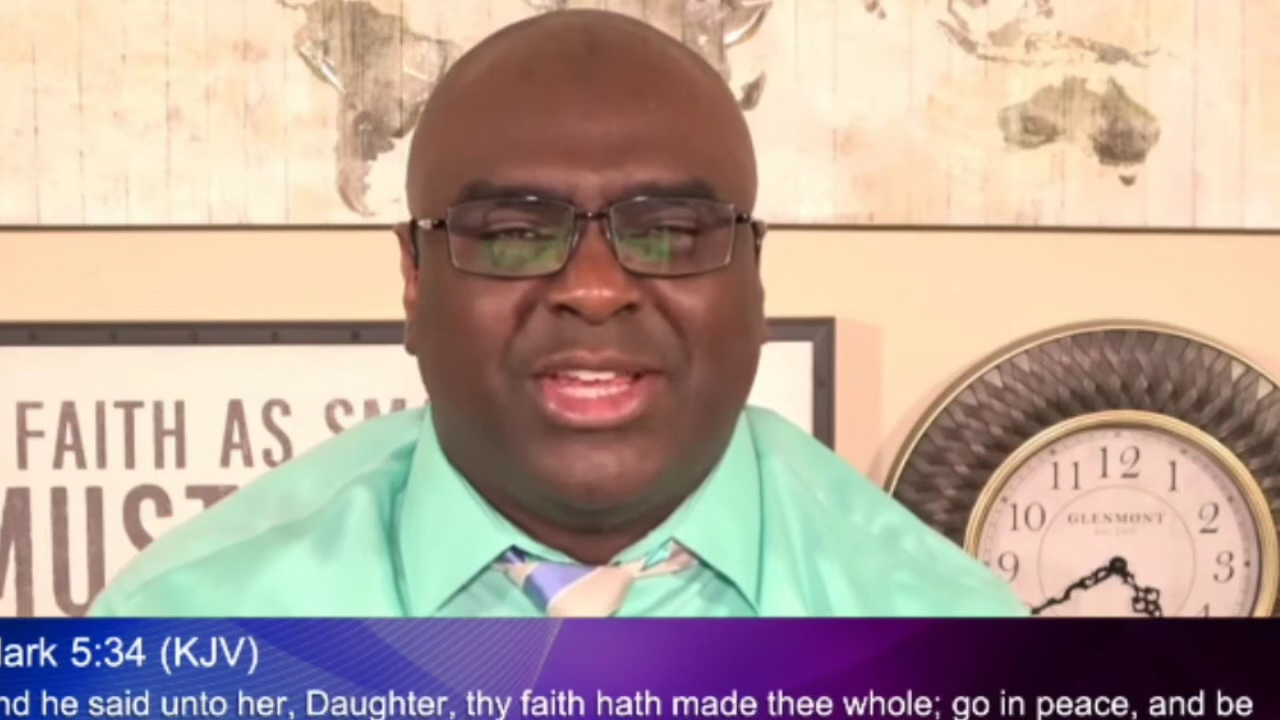 FAITH AS
MUST
11 12 1
10 GLENMONT 2
9 3
Mark 5:34 (KJV)
And he said unto her, Daughter, thy faith hath made thee whole; go in peace, and be